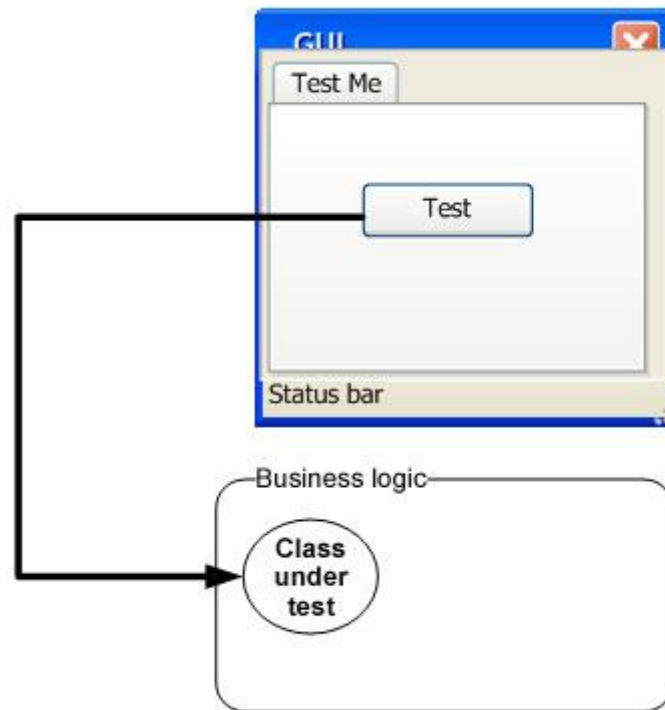 GUI
Test Me
Test
Status bar
Business logic
Class
under
test